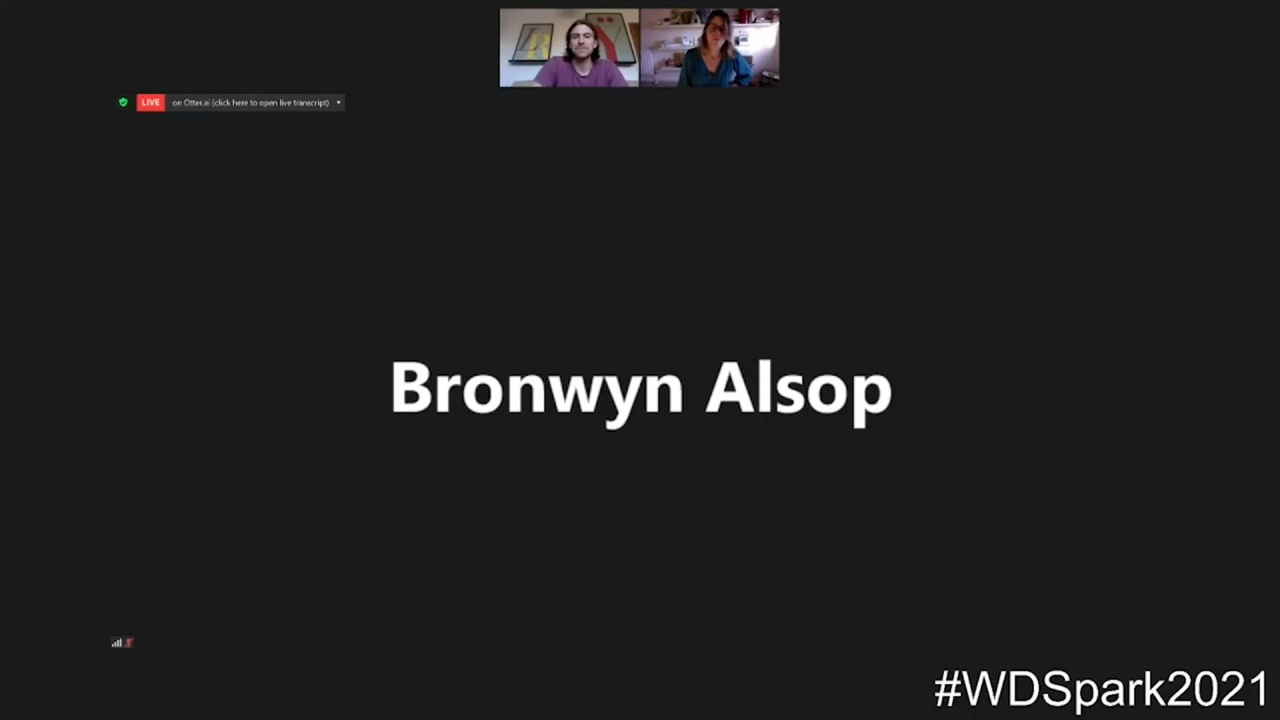 LIVE on Otter.ai (click here to open live transcript)
Bronwyn Alsop
#WDSpark2021